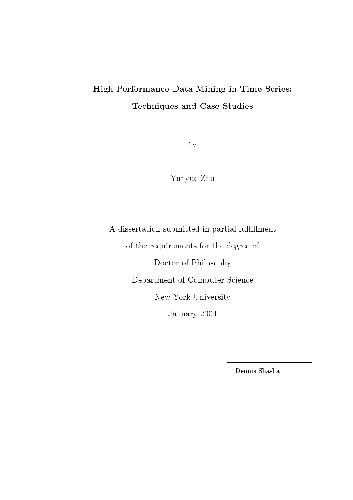 High Performance Data Mining in Time Series:
Techniques and Case Studies
by
Yunyue Zhu
A dissertation submitted in partial fulfillment
of the requirements for the degree of
Doctor of Philosophy
Department of Computer Science
New York University
January 2004
Dennis Shasha